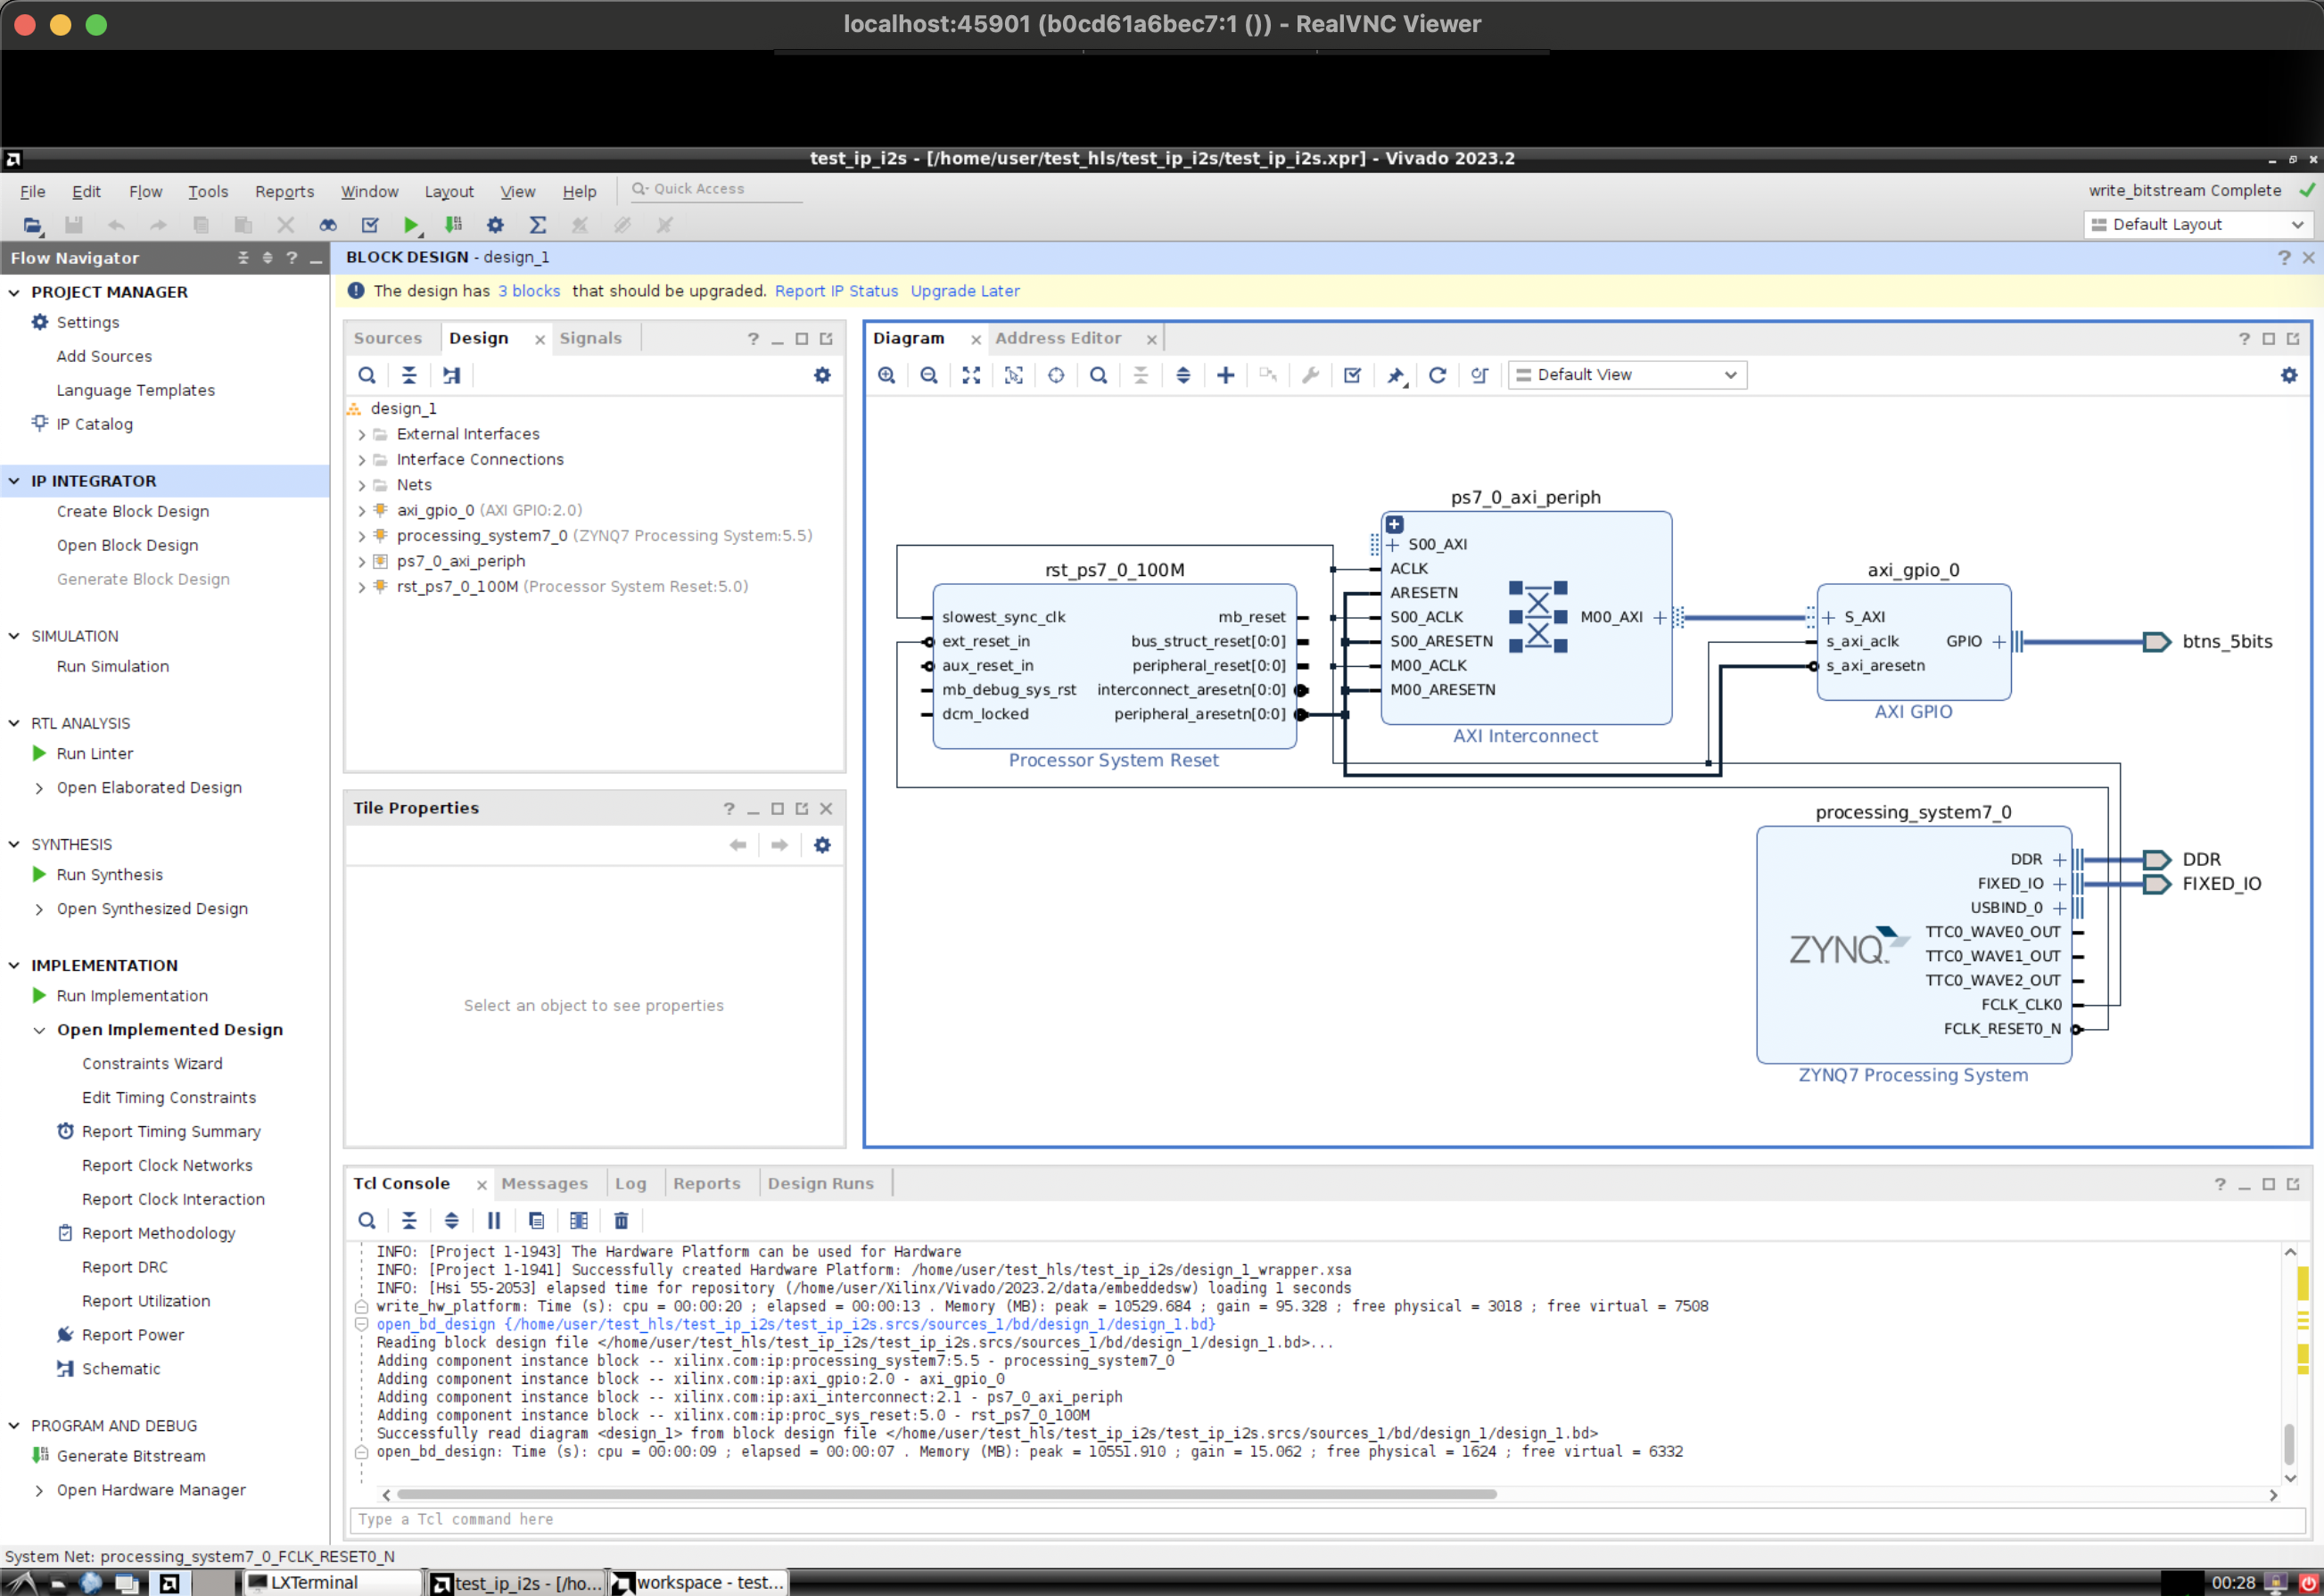 localhost:45901 (b0cd61a6bec7:1 ()) - RealVNC Viewer
test_ip_i2s - [/home/user/test_hls/test_ip_i2s/test_ip_i2s.xpr] - Vivado 2023.2
File Edit Flow Tools Reports Window Layout View Help Quick Access
write_bitstream Complete
Default Layout
Flow Navigator
PROJECT MANAGER
Settings
Add Sources
Language Templates
IP Catalog
IP INTEGRATOR
Create Block Design
Open Block Design
Generate Block Design
SIMULATION
Run Simulation
RTL ANALYSIS
Run Linter
Open Elaborated Design
SYNTHESIS
Run Synthesis
Open Synthesized Design
IMPLEMENTATION
Run Implementation
Open Implemented Design
Constraints Wizard
Edit Timing Constraints
Report Timing Summary
Report Clock Networks
Report Clock Interaction
Report Methodology
Report DRC
Report Utilization
Report Power
Schematic
PROGRAM AND DEBUG
Generate Bitstream
Open Hardware Manager
BLOCK DESIGN - design_1
The design has 3 blocks that should be upgraded. Report IP Status Upgrade Later
Sources Design Signals
design_1
External Interfaces
Interface Connections
Nets
axi_gpio_0 (AXI GPIO:2.0)
processing_system7_0 (ZYNQ7 Processing System:5.5)
ps7_0_axi_periph
rst_ps7_0_100M (Processor System Reset:5.0)
Tile Properties
Select an object to see properties
Diagram Address Editor
Default View
rst_ps7_0_100M
slowest_sync_clk
ext_reset_in
aux_reset_in
mb_debug_sys_rst
dcm_locked
mb_reset
bus_struct_reset[0:0]
peripheral_reset[0:0]
interconnect_aresetn[0:0]
peripheral_aresetn[0:0]
Processor System Reset
ps7_0_axi_periph
S00_AXI
ACLK
ARESETN
S00_ACLK
S00_ARESETN
M00_ACLK
M00_ARESETN
M00_AXI
AXI Interconnect
axi_gpio_0
S_AXI
s_axi_aclk
s_axi_aresetn
GPIO
AXI GPIO
btns_5bits
processing_system7_0
ZYNQ
DDR
FIXED_IO
USBIND_0
TTC0_WAVE0_OUT
TTC0_WAVE1_OUT
TTC0_WAVE2_OUT
FCLK_CLK0
FCLK_RESET0_N
ZYNQ7 Processing System
DDR
FIXED_IO
Tcl Console Messages Log Reports Design Runs
INFO: [Project 1-1943] The Hardware Platform can be used for Hardware
INFO: [Project 1-1941] Successfully created Hardware Platform: /home/user/test_hls/test_ip_i2s/design_1_wrapper.xsa
INFO: [Hsi 55-2053] elapsed time for repository (/home/user/Xilinx/Vivado/2023.2/data/embeddedsw) loading 1 seconds
write_hw_platform: Time (s): cpu = 00:00:20 ; elapsed = 00:00:13 . Memory (MB): peak = 10529.684 ; gain = 95.328 ; free physical = 3018 ; free virtual = 7508
open_bd_design {/home/user/test_hls/test_ip_i2s/test_ip_i2s.srcs/sources_1/bd/design_1/design_1.bd}
Reading block design file </home/user/test_hls/test_ip_i2s/test_ip_i2s.srcs/sources_1/bd/design_1/design_1.bd>...
Adding component instance block -- xilinx.com:ip:processing_system7:5.5 - processing_system7_0
Adding component instance block -- xilinx.com:ip:axi_gpio:2.0 - axi_gpio_0
Adding component instance block -- xilinx.com:ip:axi_interconnect:2.1 - ps7_0_axi_periph
Adding component instance block -- xilinx.com:ip:proc_sys_reset:5.0 - rst_ps7_0_100M
Successfully read diagram <design_1> from block design file </home/user/test_hls/test_ip_i2s/test_ip_i2s.srcs/sources_1/bd/design_1/design_1.bd>
open_bd_design: Time (s): cpu = 00:00:09 ; elapsed = 00:00:07 . Memory (MB): peak = 10551.910 ; gain = 15.062 ; free physical = 1624 ; free virtual = 6332
Type a Tcl command here
System Net: processing_system7_0_FCLK_RESET0_N
LXTerminal
test_ip_i2s - [/ho...
workspace - test...
00:28